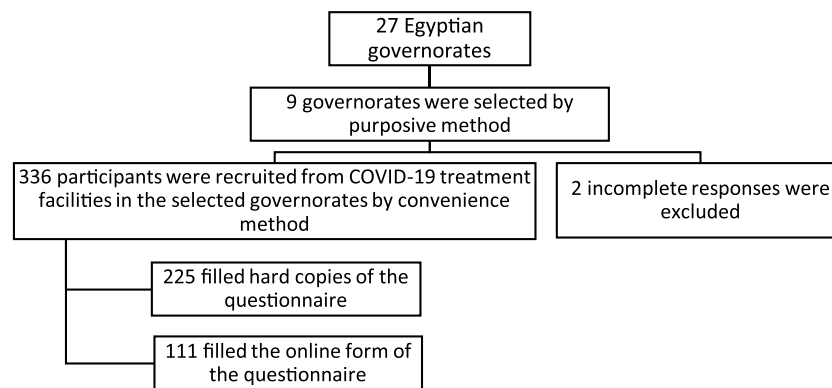 27 Egyptian
governorates
9 governorates were selected by
purposive method
336 participants were recruited from COVID-19 treatment
facilities in the selected governorates by convenience
method
2 incomplete responses were
excluded
225 filled hard copies of the
questionnaire
111 filled the online form of
the questionnaire